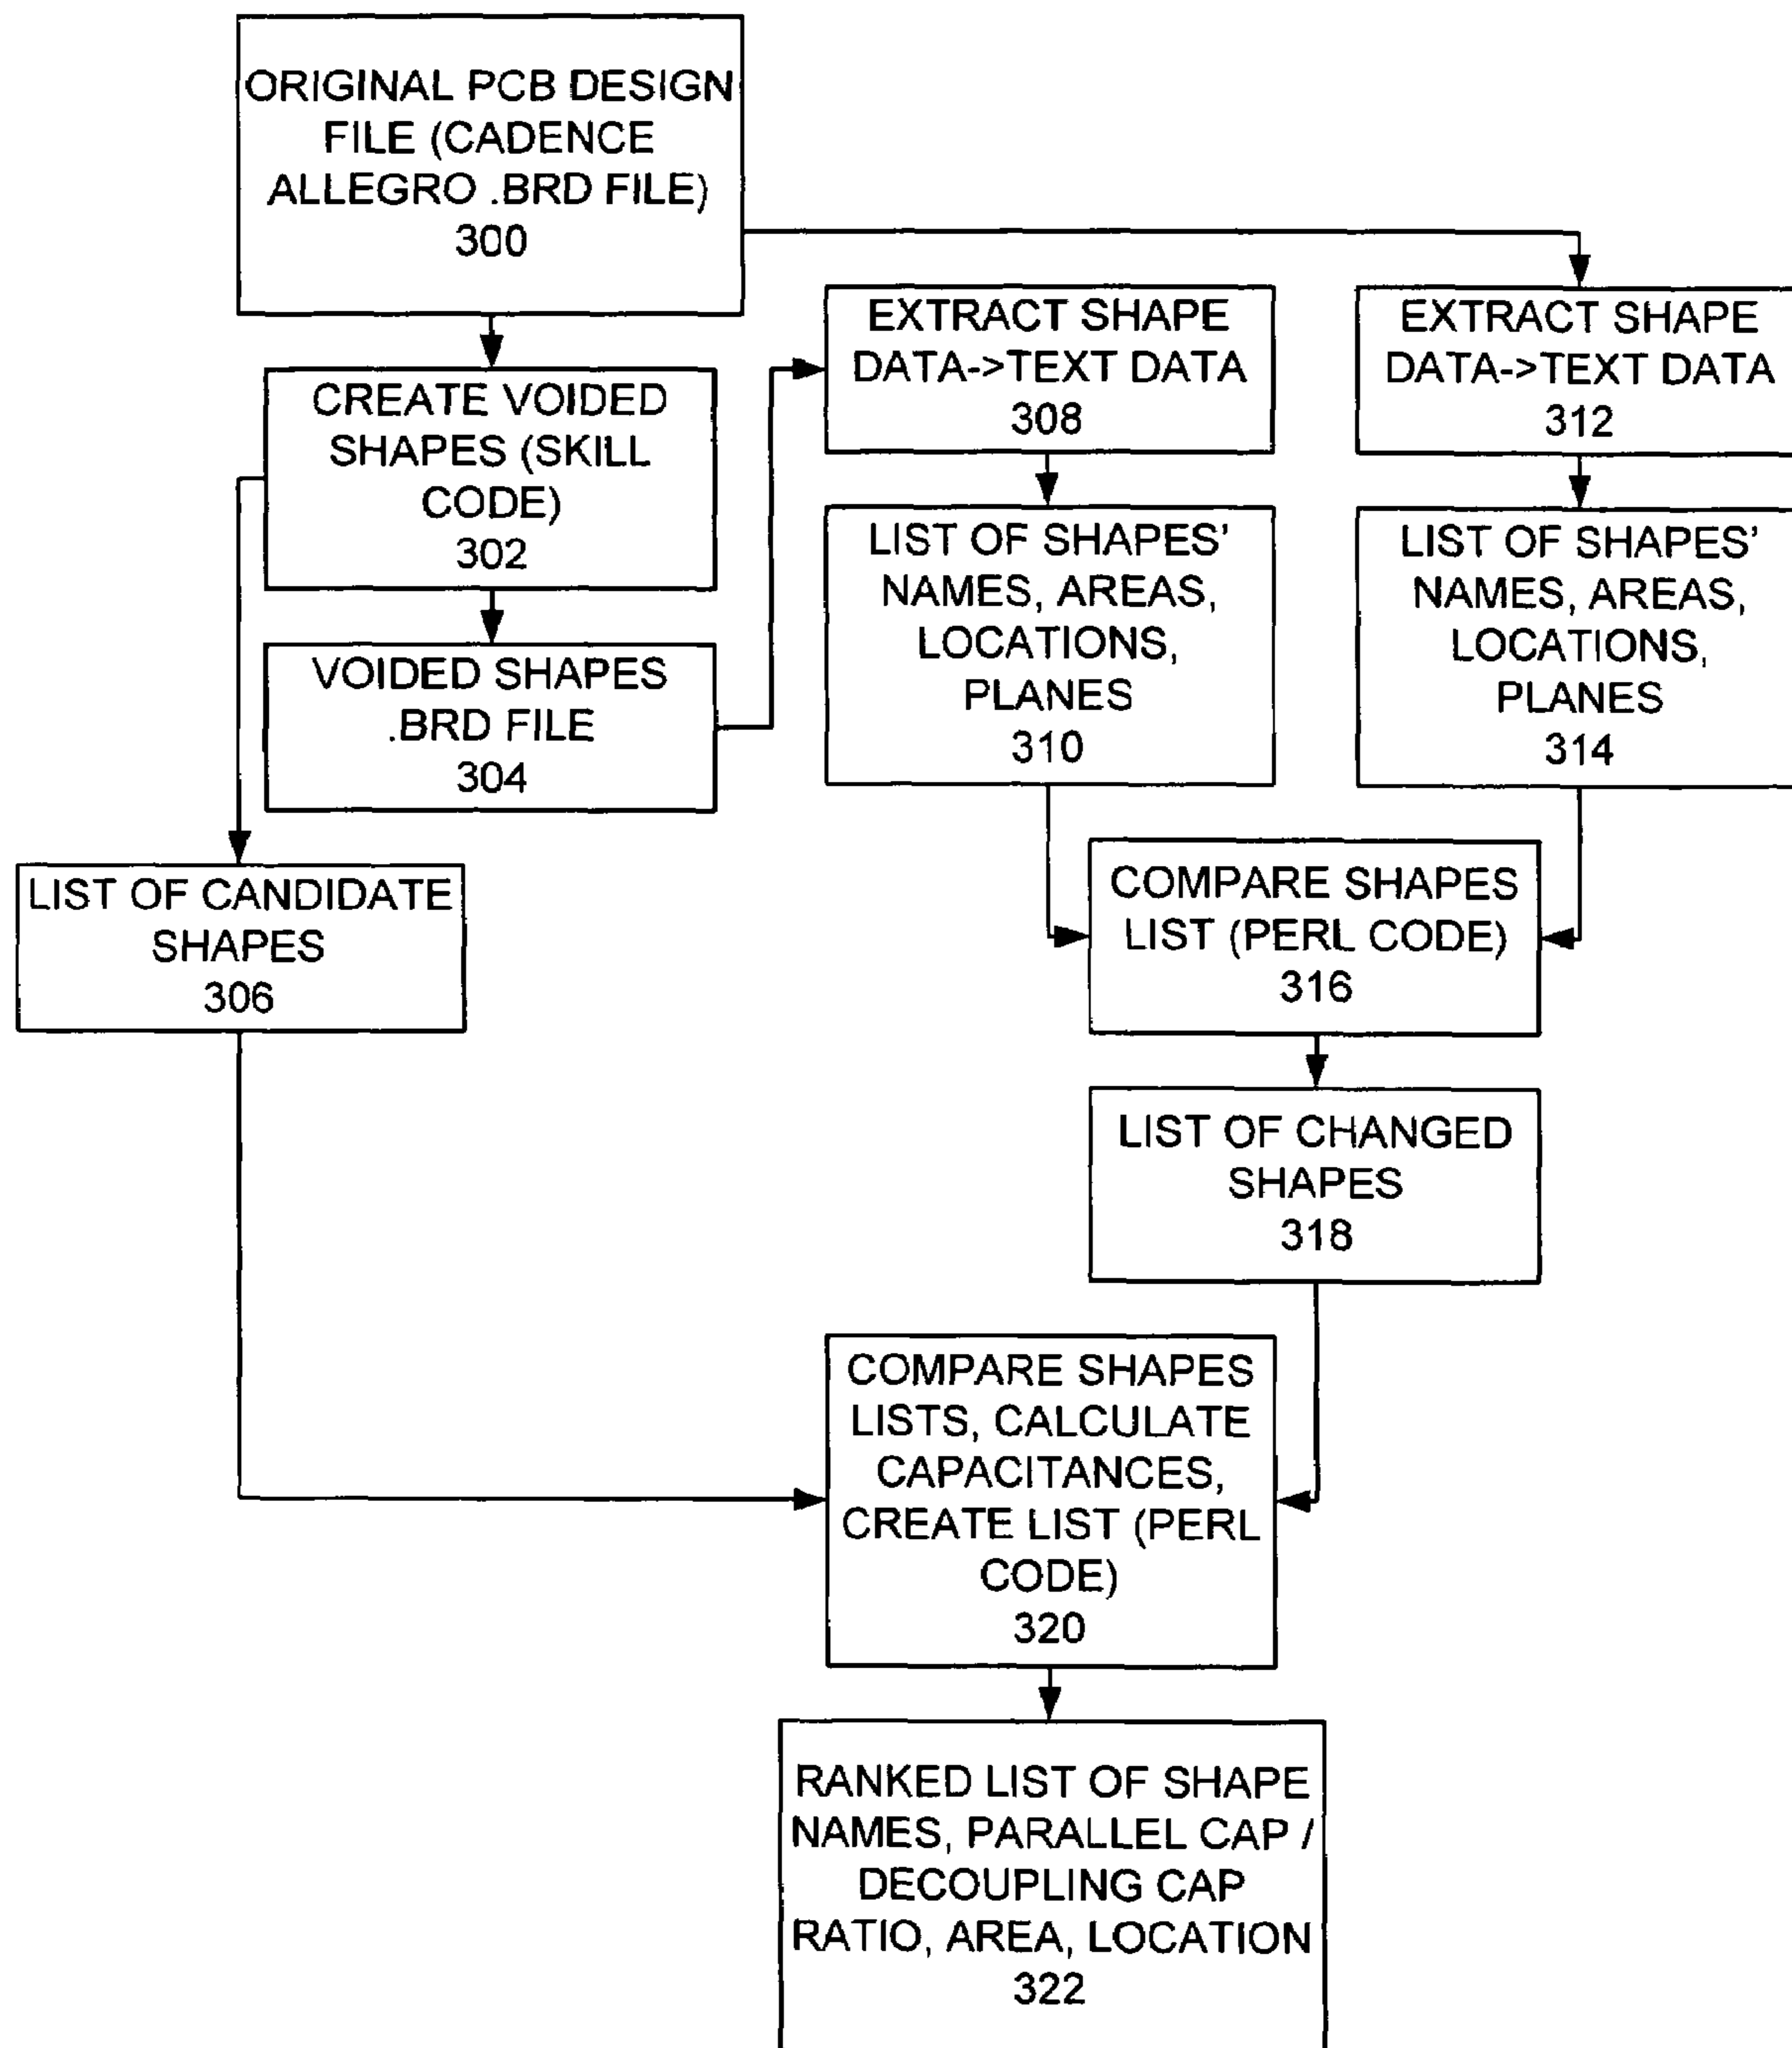 ORIGINAL PCB DESIGN
FILE (CADENCE
ALLEGRO .BRD FILE)
300
CREATE VOIDED
SHAPES (SKILL
CODE)
302
VOIDED SHAPES
.BRD FILE
304
LIST OF CANDIDATE
SHAPES
306
EXTRACT SHAPE
DATA->TEXT DATA
308
LIST OF SHAPES'
NAMES, AREAS,
LOCATIONS,
PLANES
310
EXTRACT SHAPE
DATA->TEXT DATA
312
LIST OF SHAPES'
NAMES, AREAS,
LOCATIONS,
PLANES
314
COMPARE SHAPES
LIST (PERL CODE)
316
LIST OF CHANGED
SHAPES
318
COMPARE SHAPES
LISTS, CALCULATE
CAPACITANCES,
CREATE LIST (PERL
CODE)
320
RANKED LIST OF SHAPE
NAMES, PARALLEL CAP /
DECOUPLING CAP
RATIO, AREA, LOCATION
322